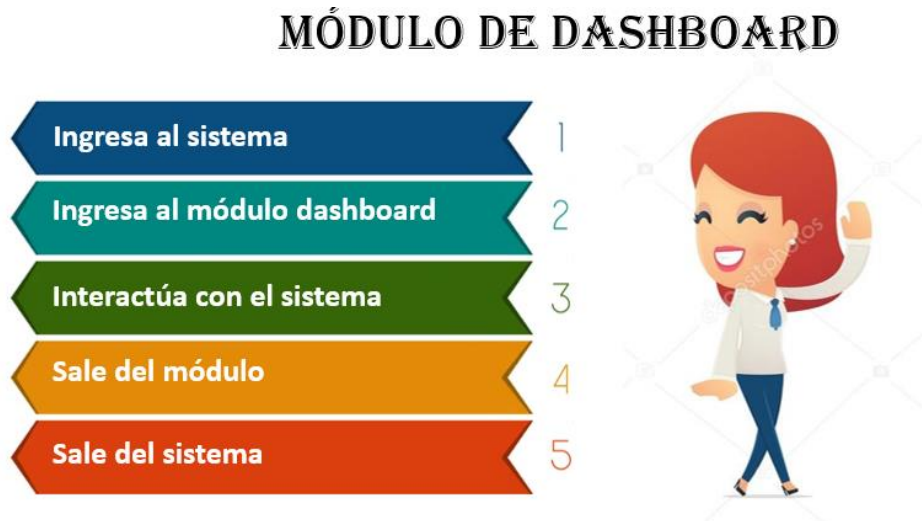 MÓDULO DE DASHBOARD
Ingresa al sistema 1
Ingresa al módulo dashboard 2
Interactúa con el sistema 3
Sale del módulo 4
Sale del sistema 5
depositphotos